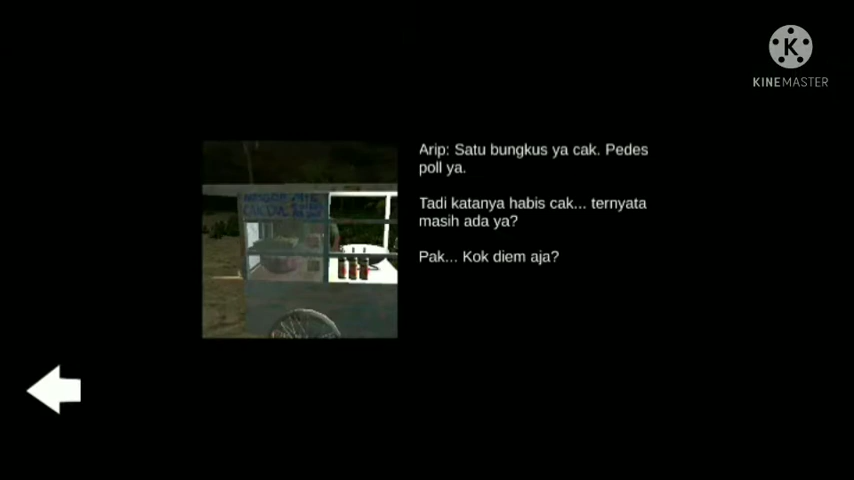 KINEMASTER
Arip: Satu bungkus ya cak. Pedes
poll ya.
Tadi katanya habis cak... ternyata
masih ada ya?
Pak... Kok diem aja?